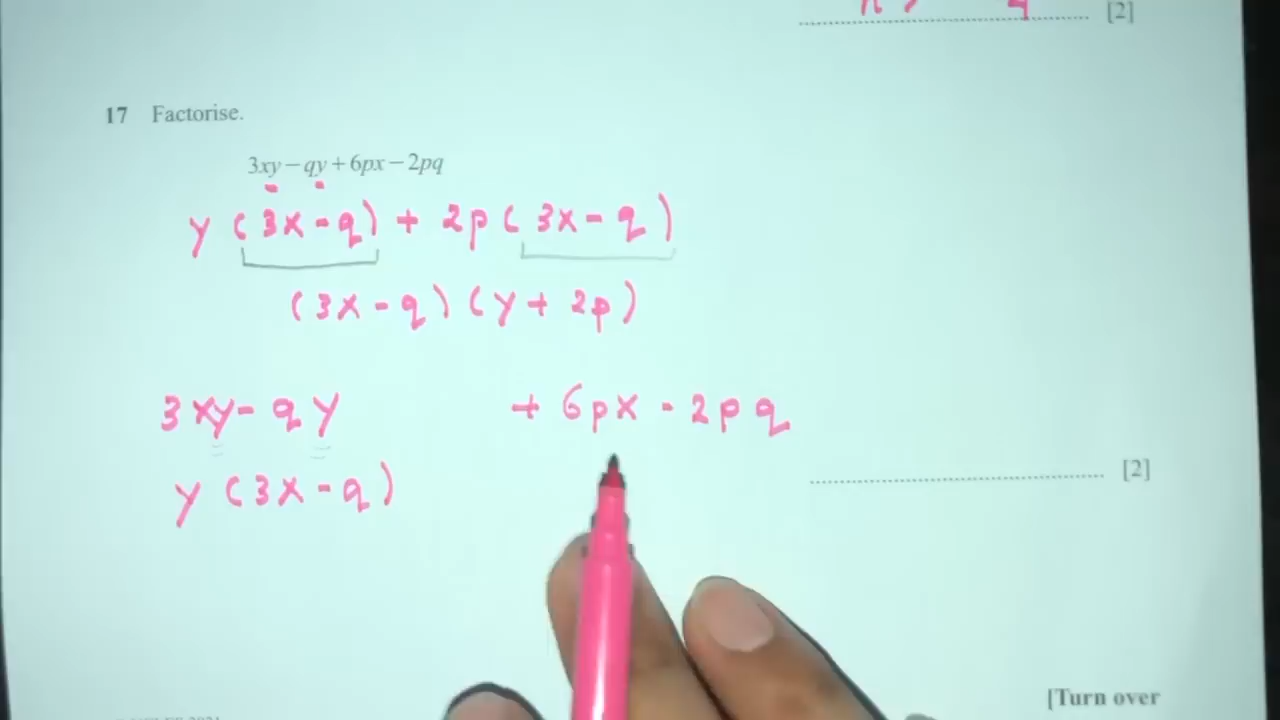 [2]
17 Factorise.
3xy − qy + 6px − 2pq
y (3x - q) + 2p (3x - q)
(3x - q) (y + 2p)
3xy - qy + 6px - 2pq
y (3x - q)
[2]
[Turn over